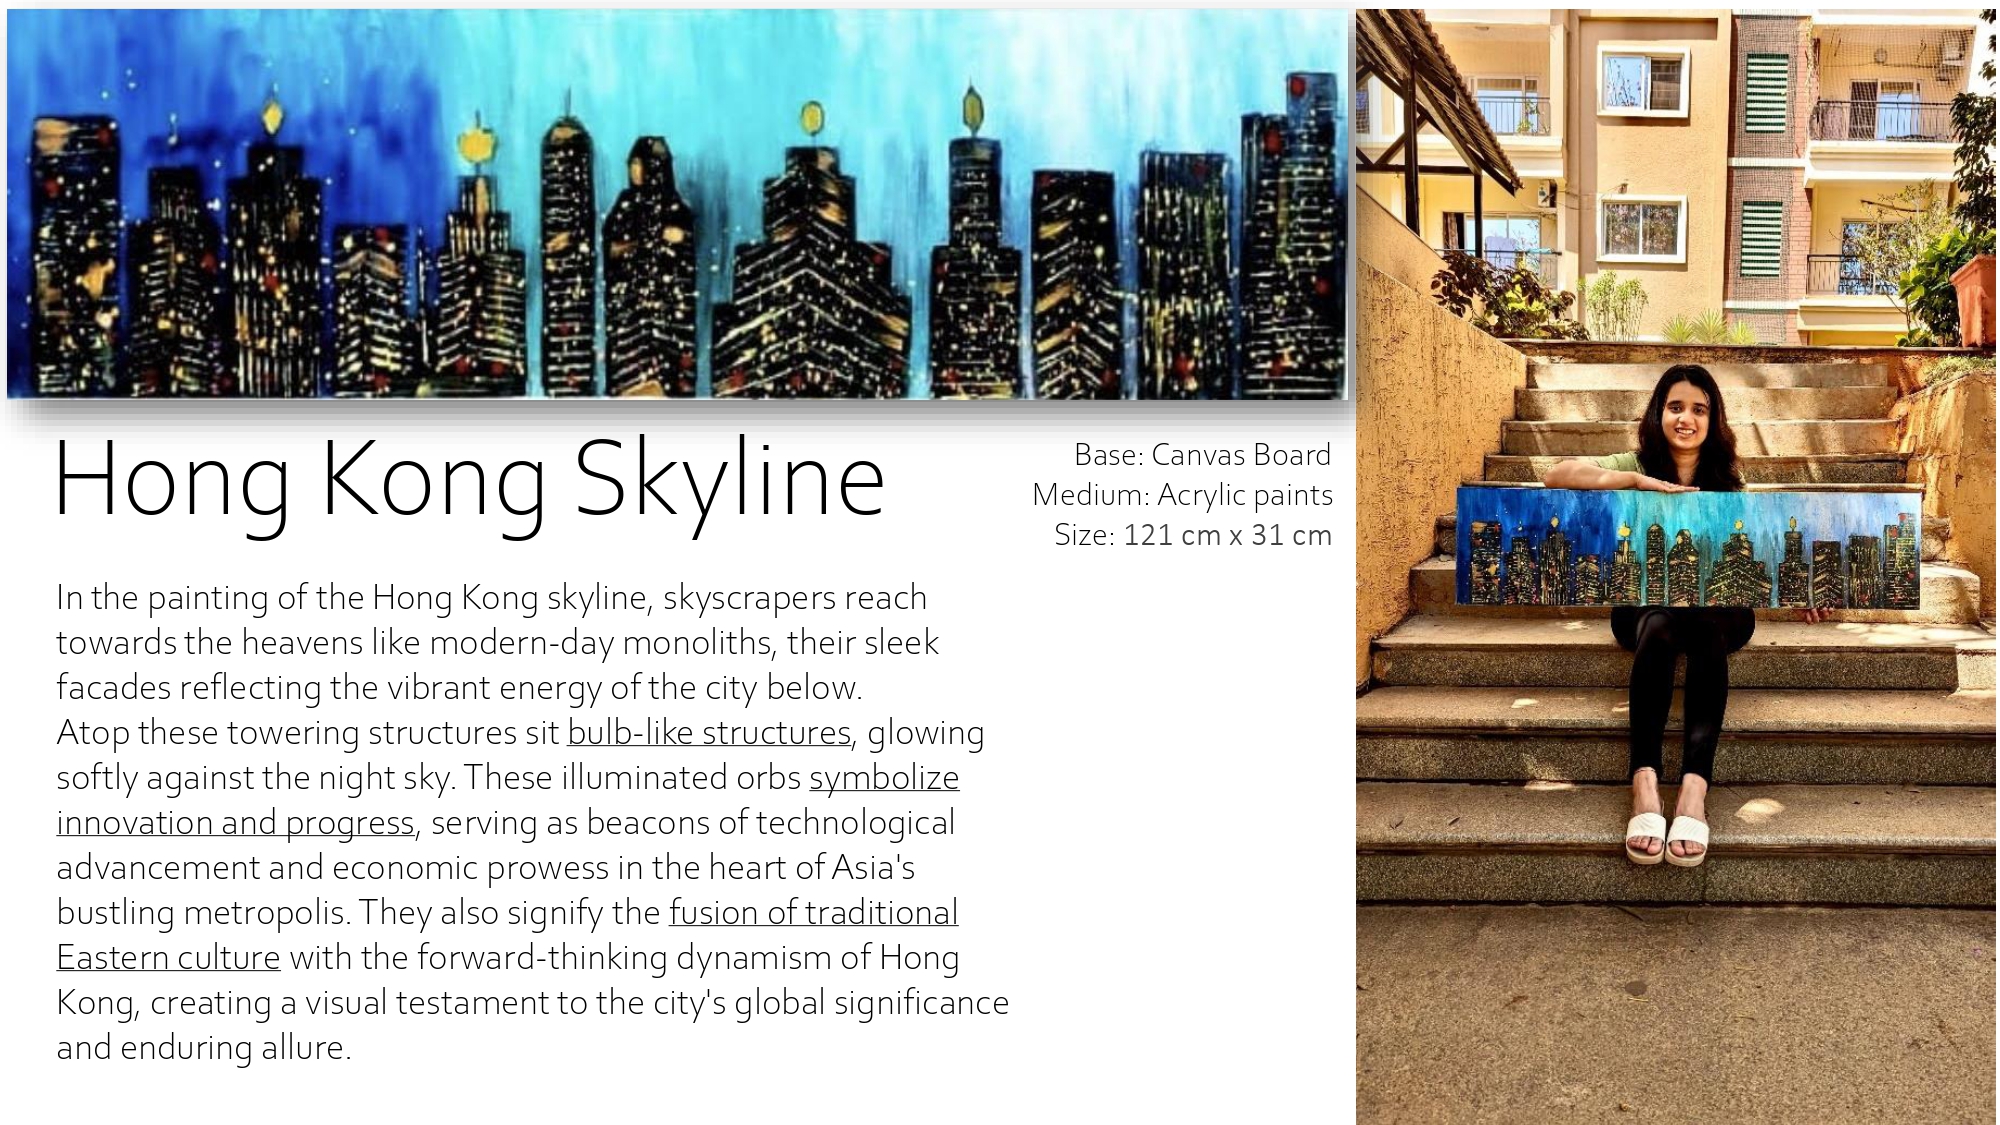 Hong Kong Skyline
Base: Canvas Board
Medium: Acrylic paints
Size: 121 cm x 31 cm
In the painting of the Hong Kong skyline, skyscrapers reach
towards the heavens like modern-day monoliths, their sleek
facades reflecting the vibrant energy of the city below.
Atop these towering structures sit bulb-like structures, glowing
softly against the night sky. These illuminated orbs symbolize
innovation and progress, serving as beacons of technological
advancement and economic prowess in the heart of Asia's
bustling metropolis. They also signify the fusion of traditional
Eastern culture with the forward-thinking dynamism of Hong
Kong, creating a visual testament to the city's global significance
and enduring allure.